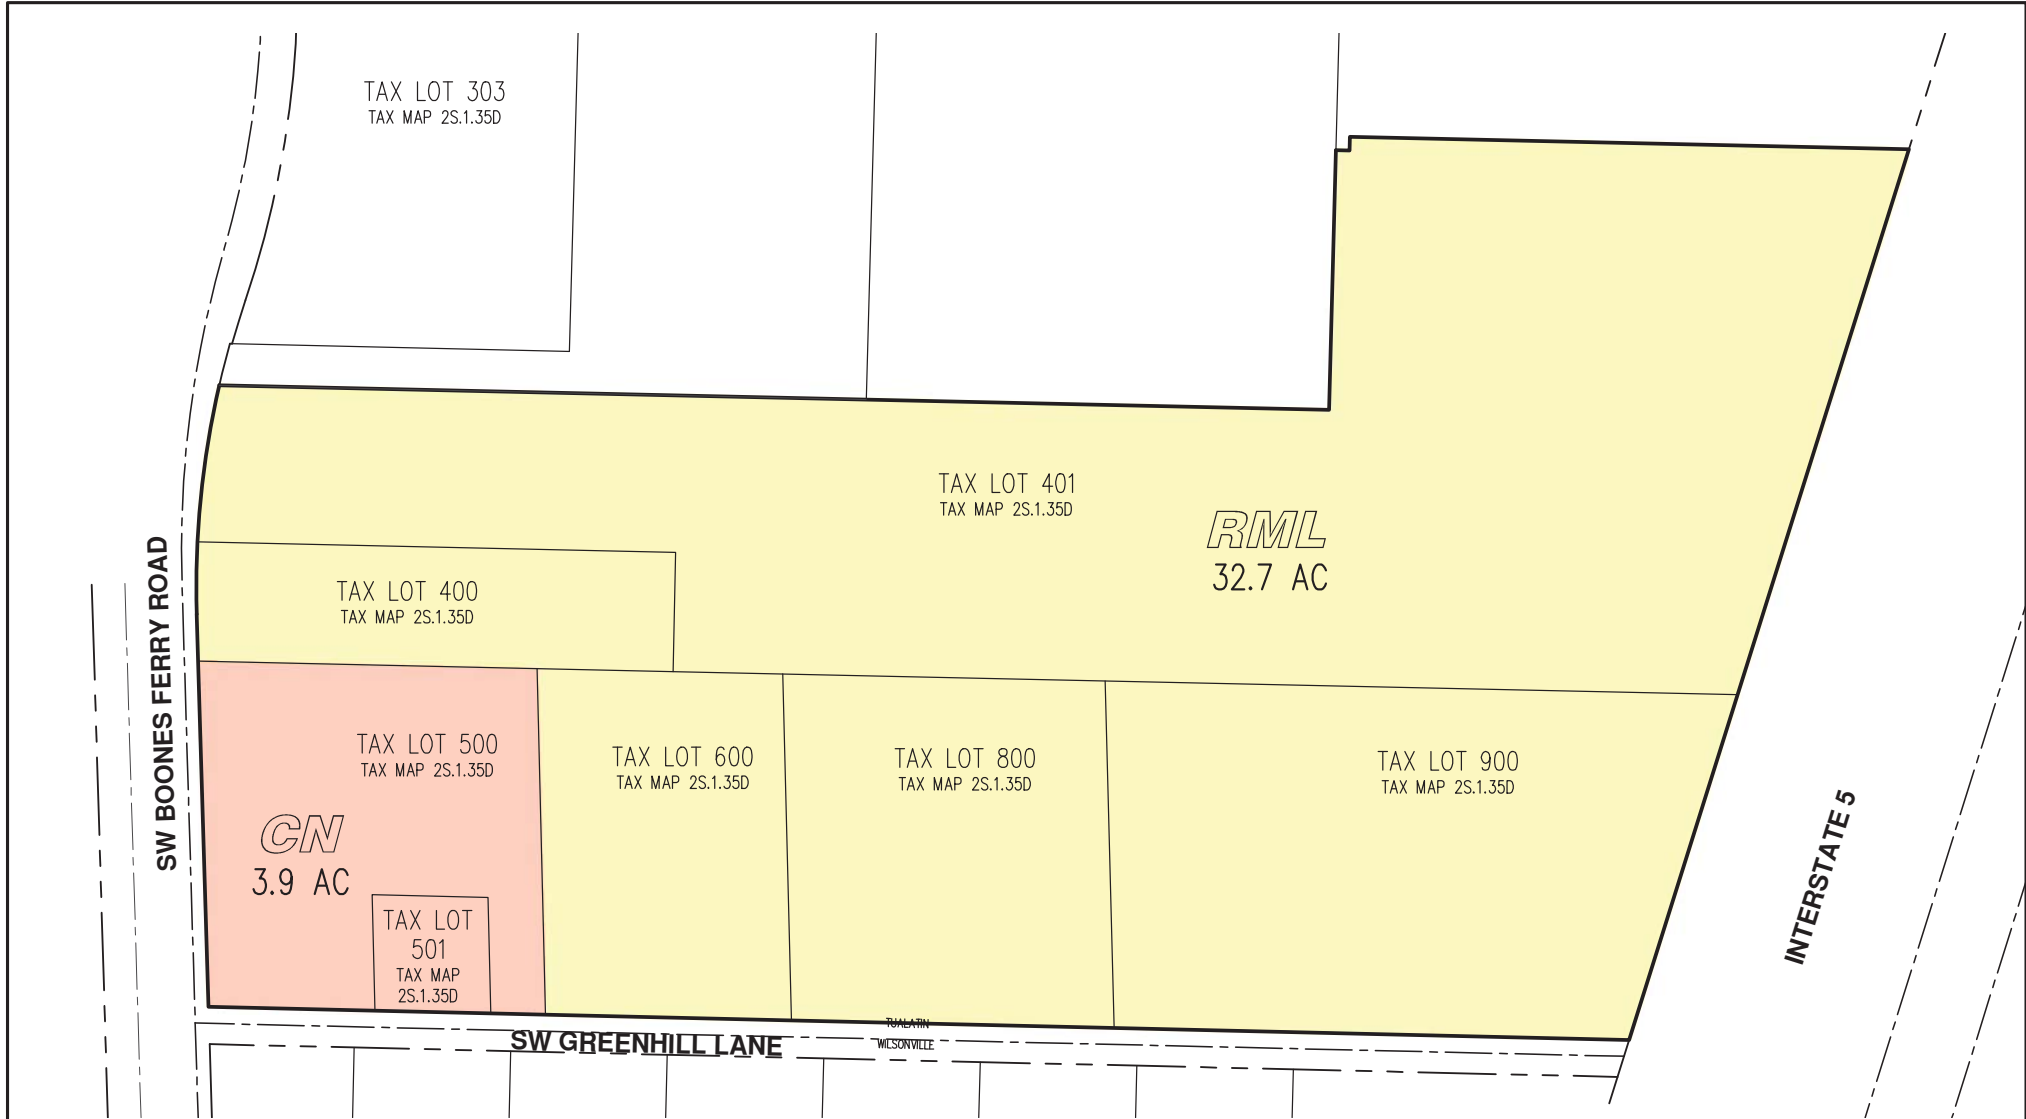 TAX LOT 303
TAX MAP 2S.1.35D
TAX LOT 401
TAX MAP 2S.1.35D
RML
32.7 AC
TAX LOT 400
TAX MAP 2S.1.35D
SW BOONES FERRY ROAD
TAX LOT 500
TAX MAP 2S.1.35D
TAX LOT 600
TAX MAP 2S.1.35D
TAX LOT 800
TAX MAP 2S.1.35D
TAX LOT 900
TAX MAP 2S.1.35D
CN
3.9 AC
TAX LOT
501
TAX MAP
2S.1.35D
INTERSTATE 5
SW GREENHILL LANE
TUALATIN
WILSONVILLE